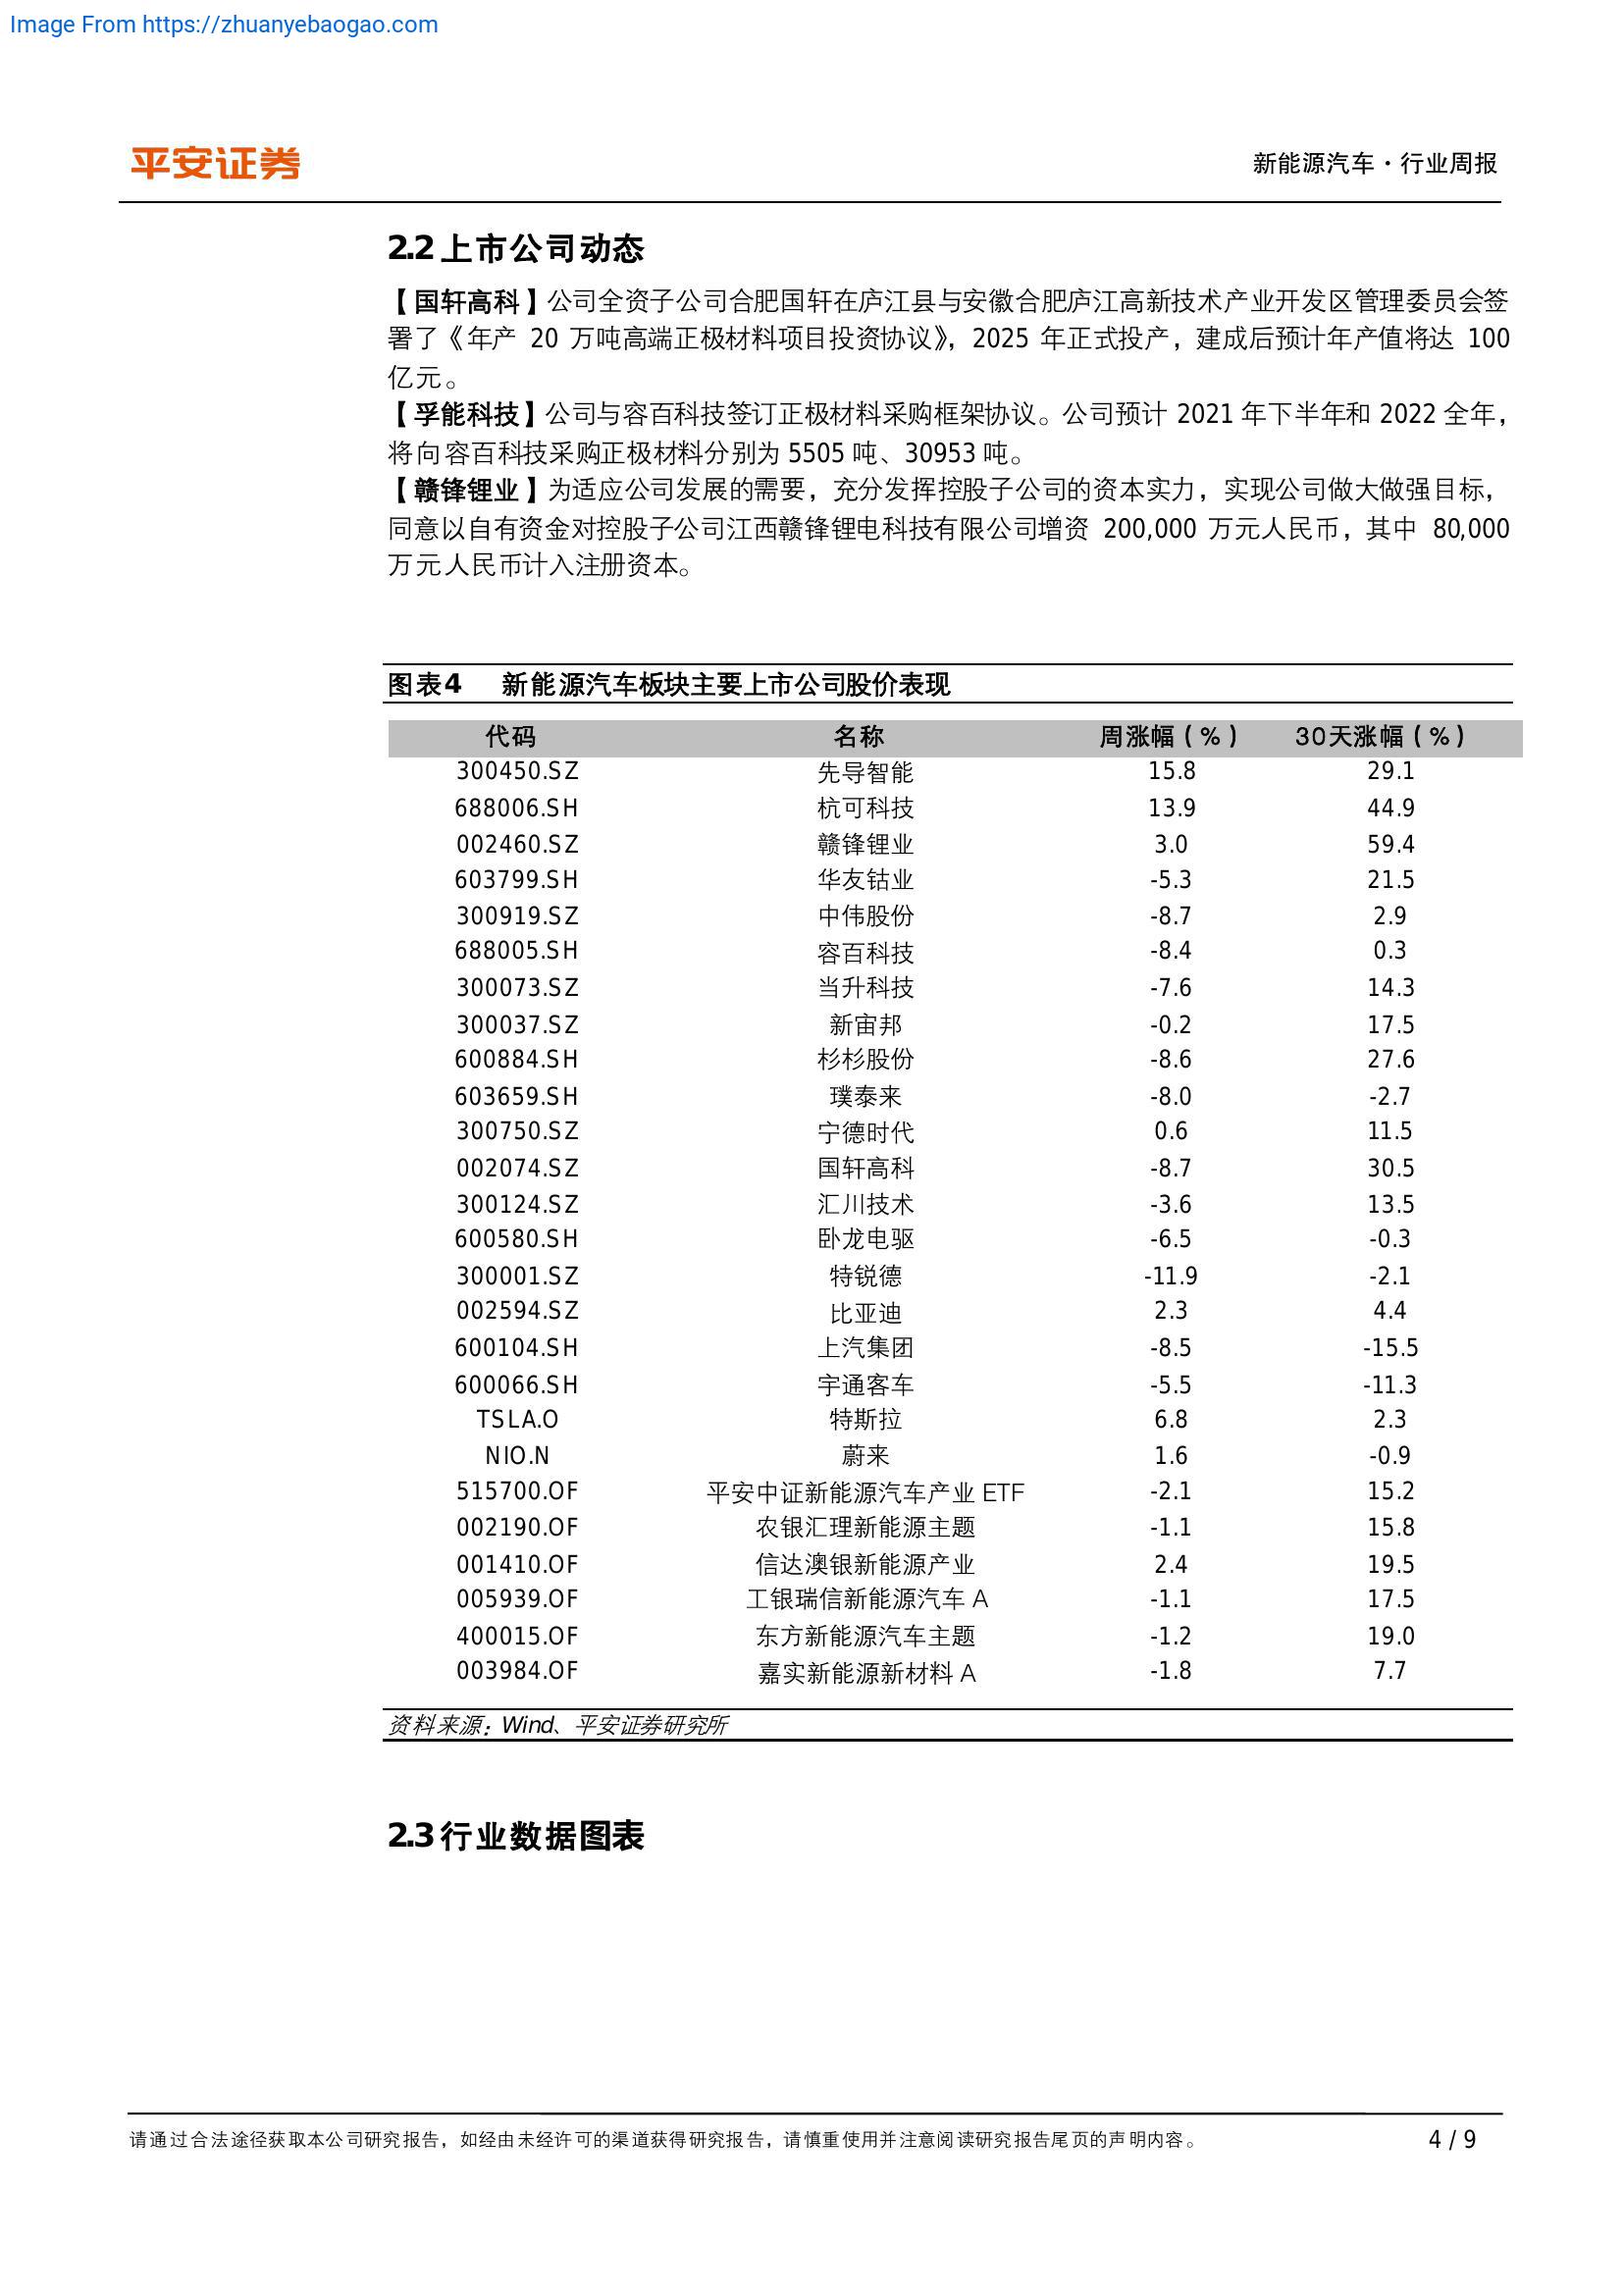 Image From https://zhuanyebaogao.com
平安证券
新能源汽车·行业周报
2.2上市公司动态
【国轩高科】公司全资子公司合肥国轩在庐江县与安徽合肥庐江高新技术产业开发区管理委员会签
署了《年产 20 万吨高端正极材料项目投资协议》，2025 年正式投产，建成后预计年产值将达 100
亿元。
【孚能科技】公司与容百科技签订正极材料采购框架协议。公司预计 2021 年下半年和 2022 全年，
将向容百科技采购正极材料分别为 5505 吨、30953 吨。
【赣锋锂业】为适应公司发展的需要，充分发挥控股子公司的资本实力，实现公司做大做强目标，
同意以自有资金对控股子公司江西赣锋锂电科技有限公司增资 200,000 万元人民币，其中 80,000
万元人民币计入注册资本。
图表4 新能源汽车板块主要上市公司股价表现
代码 名称 周涨幅（%） 30天涨幅（%）
300450.SZ 先导智能 15.8 29.1
688006.SH 杭可科技 13.9 44.9
002460.SZ 赣锋锂业 3.0 59.4
603799.SH 华友钴业 -5.3 21.5
300919.SZ 中伟股份 -8.7 2.9
688005.SH 容百科技 -8.4 0.3
300073.SZ 当升科技 -7.6 14.3
300037.SZ 新宙邦 -0.2 17.5
600884.SH 杉杉股份 -8.6 27.6
603659.SH 璞泰来 -8.0 -2.7
300750.SZ 宁德时代 0.6 11.5
002074.SZ 国轩高科 -8.7 30.5
300124.SZ 汇川技术 -3.6 13.5
600580.SH 卧龙电驱 -6.5 -0.3
300001.SZ 特锐德 -11.9 -2.1
002594.SZ 比亚迪 2.3 4.4
600104.SH 上汽集团 -8.5 -15.5
600066.SH 宇通客车 -5.5 -11.3
TSLA.O 特斯拉 6.8 2.3
NIO.N 蔚来 1.6 -0.9
515700.OF 平安中证新能源汽车产业 ETF -2.1 15.2
002190.OF 农银汇理新能源主题 -1.1 15.8
001410.OF 信达澳银新能源产业 2.4 19.5
005939.OF 工银瑞信新能源汽车 A -1.1 17.5
400015.OF 东方新能源汽车主题 -1.2 19.0
003984.OF 嘉实新能源新材料 A -1.8 7.7
资料来源：Wind、平安证券研究所
2.3行业数据图表
请通过合法途径获取本公司研究报告，如经由未经许可的渠道获得研究报告，请慎重使用并注意阅读研究报告尾页的声明内容。 4 / 9